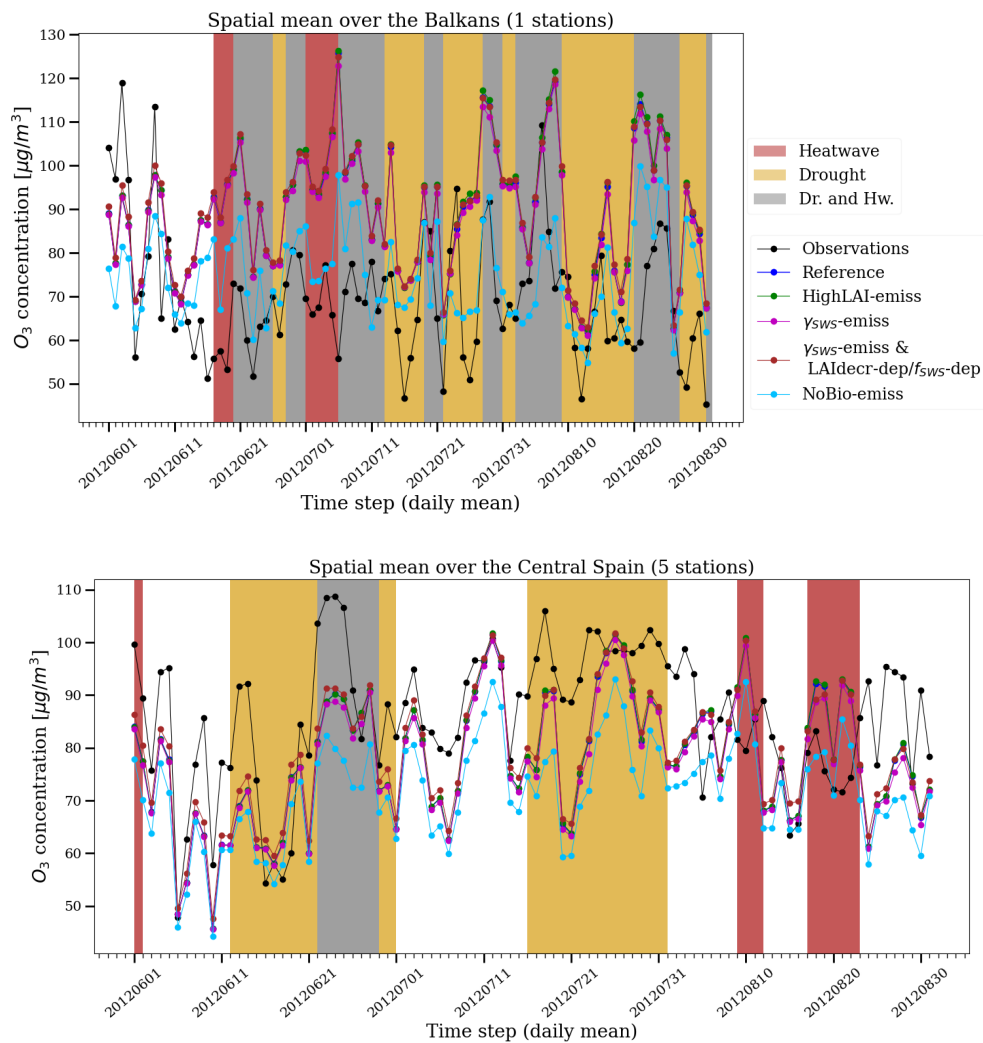 Spatial mean over the Balkans (1 stations)
130
120
110
100
90
80
70
60
50
O₃ concentration [μg/m³]
20120601
20120611
20120621
20120701
20120711
20120721
20120731
20120810
20120820
20120830
Time step (daily mean)
Heatwave
Drought
Dr. and Hw.
Observations
Reference
HighLAI-emiss
γ_SWS-emiss
γ_SWS-emiss &
LAIdecr-dep/f_SWS-dep
NoBio-emiss
Spatial mean over the Central Spain (5 stations)
110
100
90
80
70
60
50
O₃ concentration [μg/m³]
20120601
20120611
20120621
20120701
20120711
20120721
20120731
20120810
20120820
20120830
Time step (daily mean)